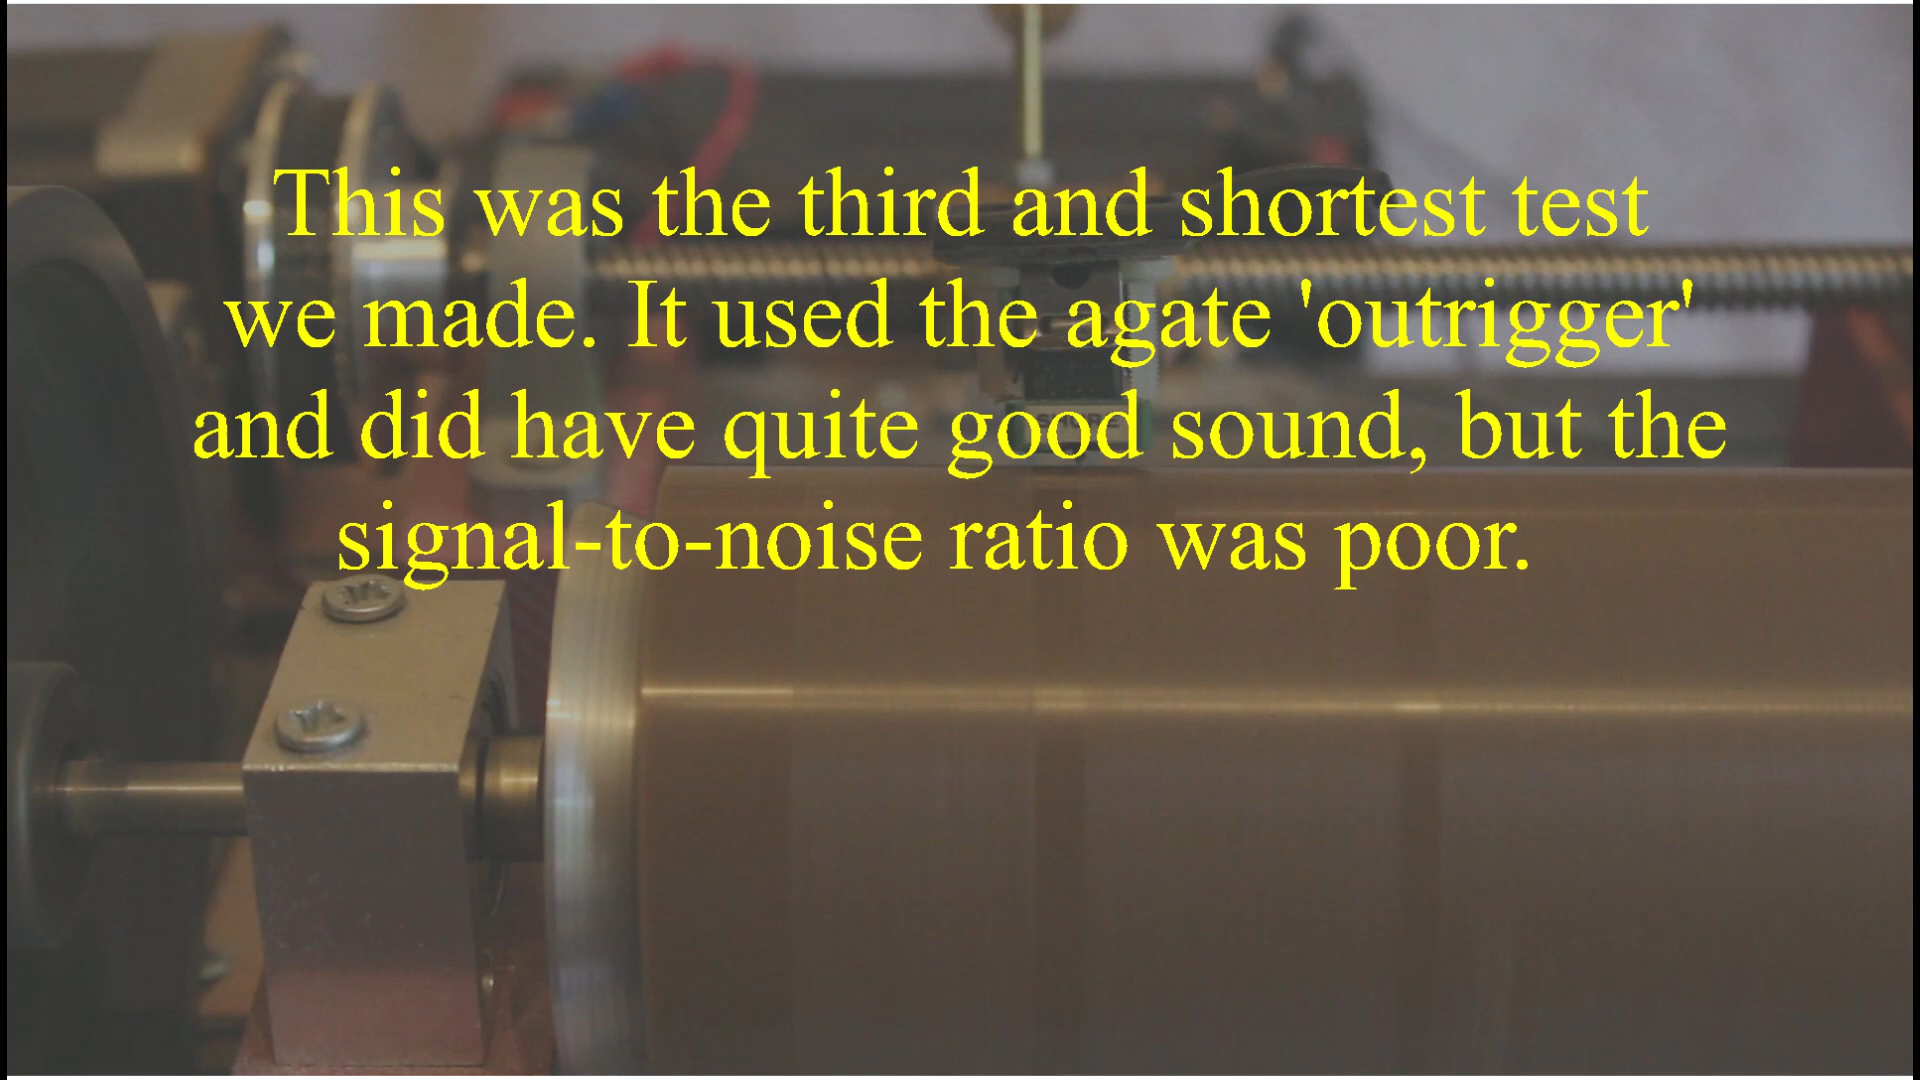 This was the third and shortest test
we made. It used the agate 'outrigger'
and did have quite good sound, but the
signal-to-noise ratio was poor.
SHURE